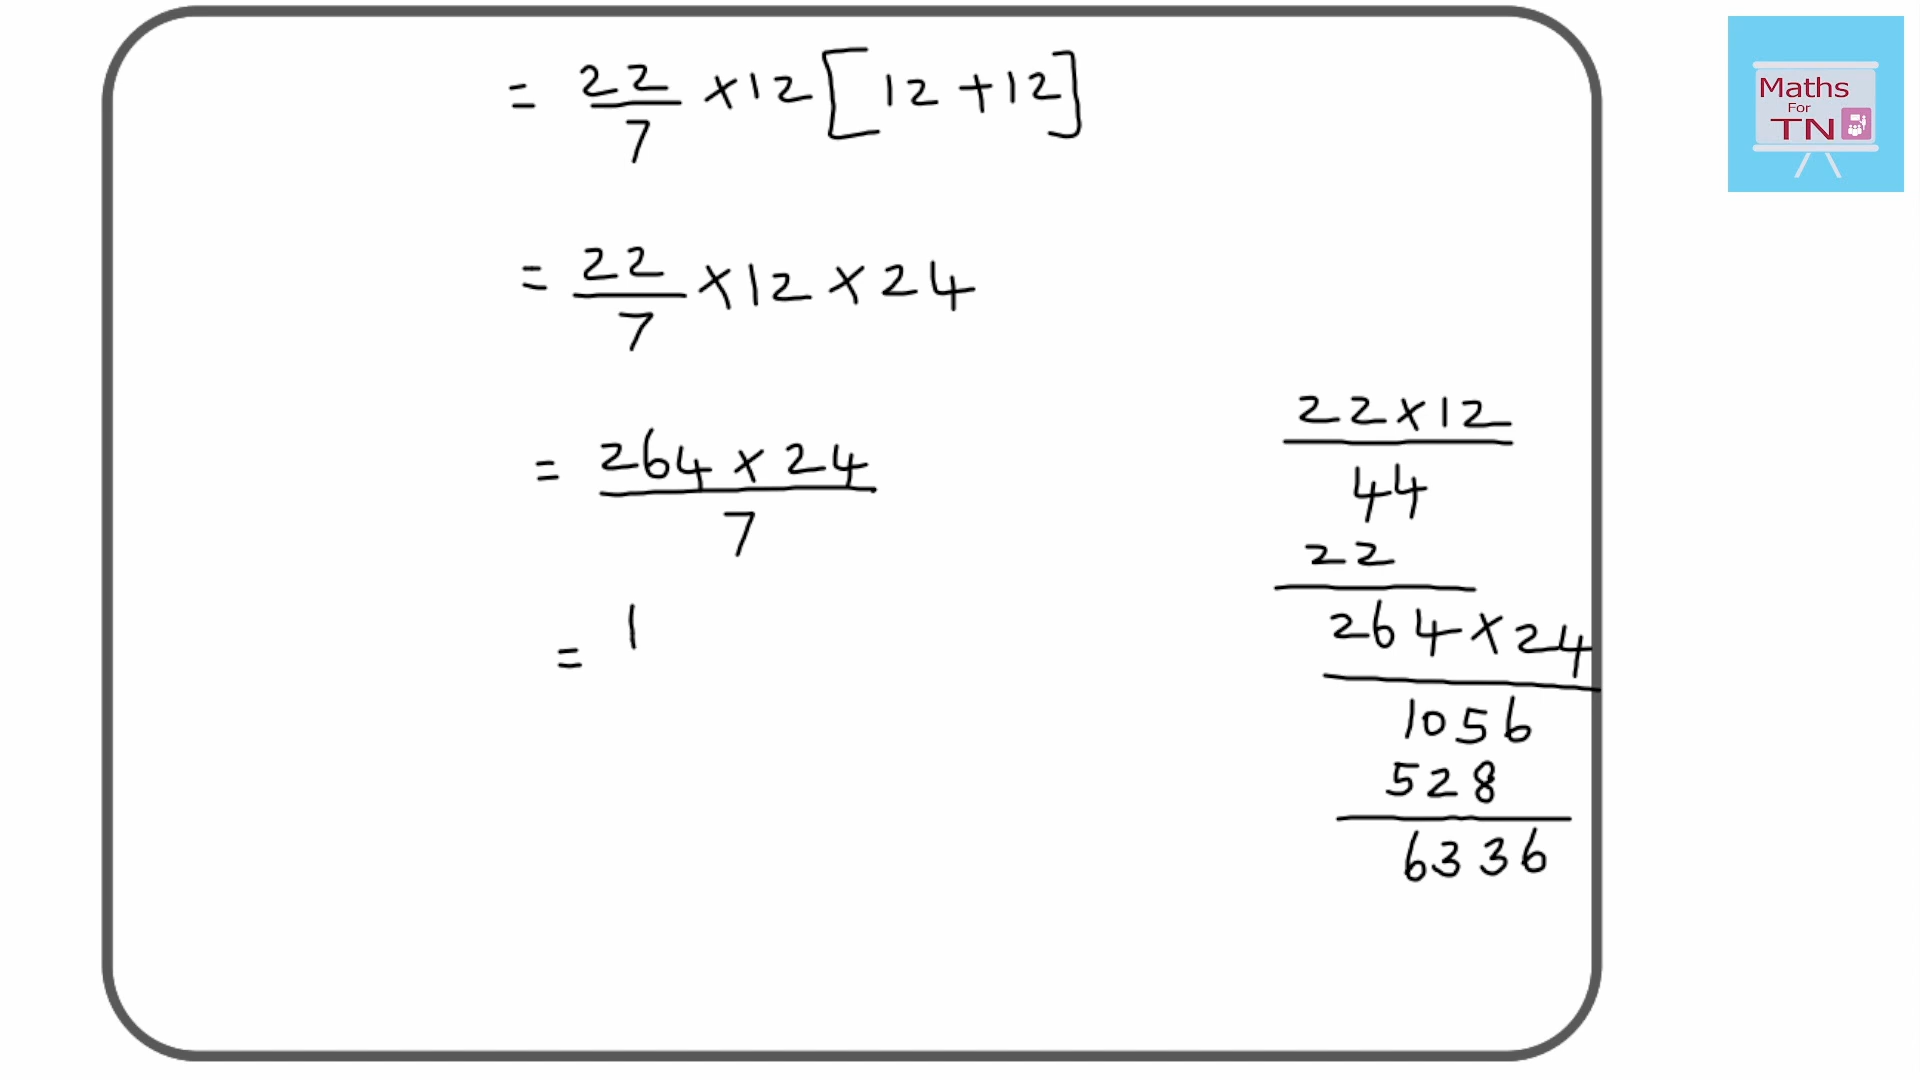 = 22/7 × 12 [12 + 12]
= 22/7 × 12 × 24
= 264 × 24 / 7
= 1
22 × 12
44
22
264 × 24
1056
528
6336
Maths
For
TN